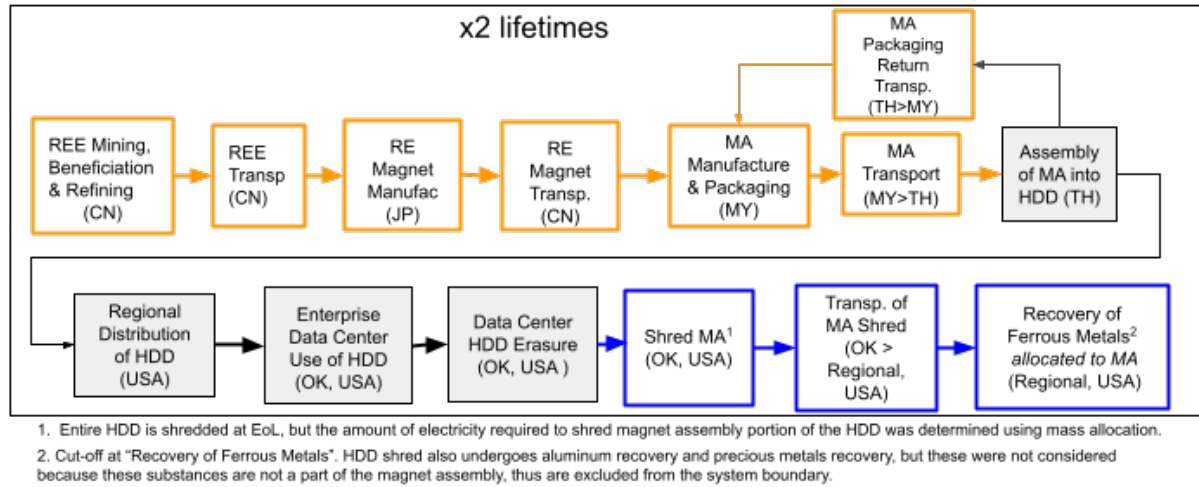 x2 lifetimes
MA
Packaging
Return
Transp.
(TH>MY)
REE Mining,
Beneficiation
& Refining
(CN)
REE
Transp
(CN)
RE
Magnet
Manufac
(JP)
RE
Magnet
Transp.
(CN)
MA
Manufacture
& Packaging
(MY)
MA
Transport
(MY>TH)
Assembly
of MA into
HDD (TH)
Regional
Distribution
of HDD
(USA)
Enterprise
Data Center
Use of HDD
(OK, USA)
Data Center
HDD Erasure
(OK, USA )
Shred MA¹
(OK, USA)
Transp. of
MA Shred
(OK >
Regional,
USA)
Recovery of
Ferrous Metals²
allocated to MA
(Regional, USA)
1. Entire HDD is shredded at EoL, but the amount of electricity required to shred magnet assembly portion of the HDD was determined using mass allocation.
2. Cut-off at “Recovery of Ferrous Metals”. HDD shred also undergoes aluminum recovery and precious metals recovery, but these were not considered
because these substances are not a part of the magnet assembly, thus are excluded from the system boundary.